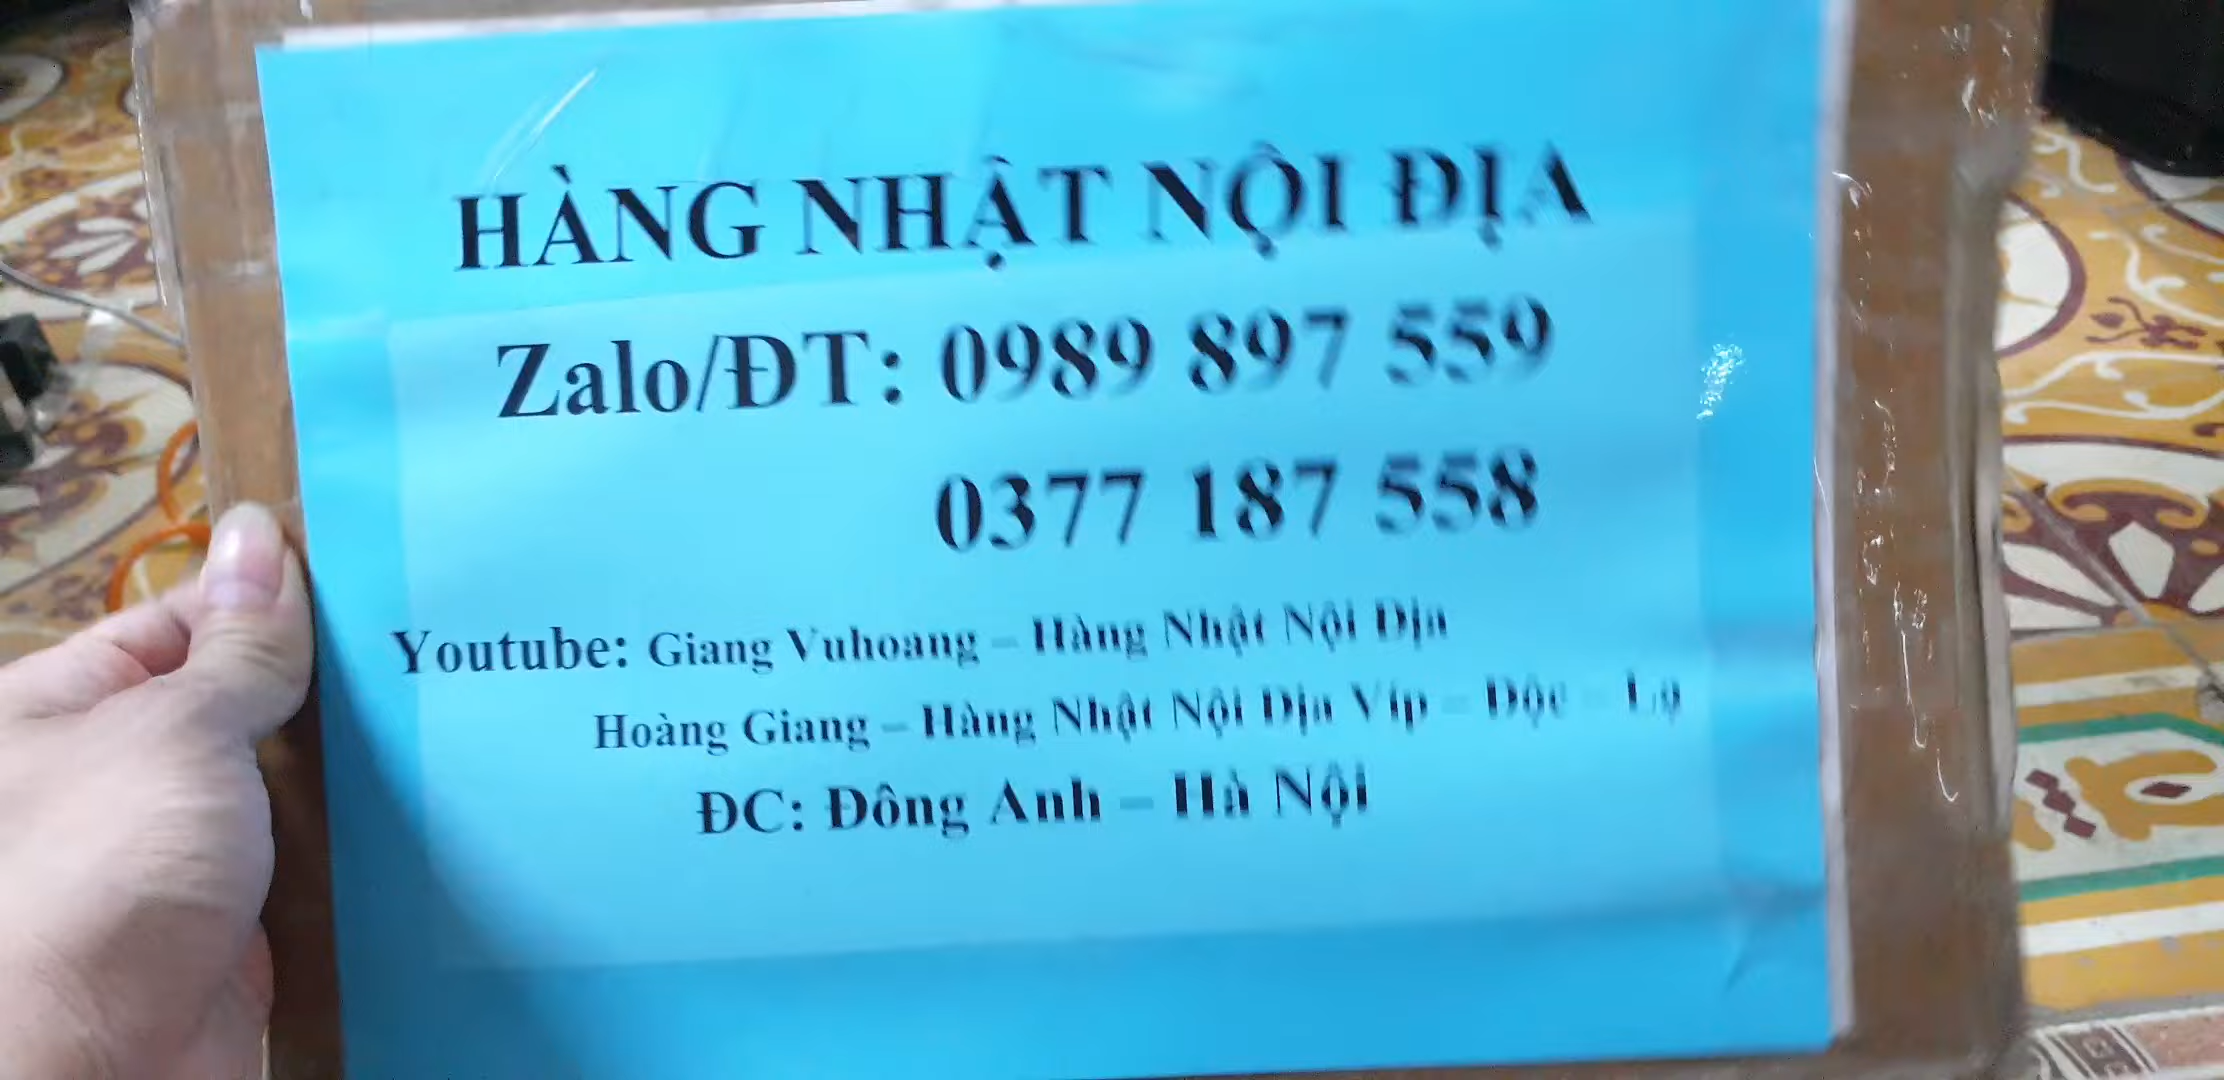 HÀNG NHẬT NỘI ĐỊA
Zalo/ĐT: 0989 897 559
0377 187 558
Youtube: Giang Vuhoang – Hàng Nhật Nội Địa
Hoàng Giang – Hàng Nhật Nội Địa Vip – Độc – Lạ
ĐC: Đông Anh – Hà Nội